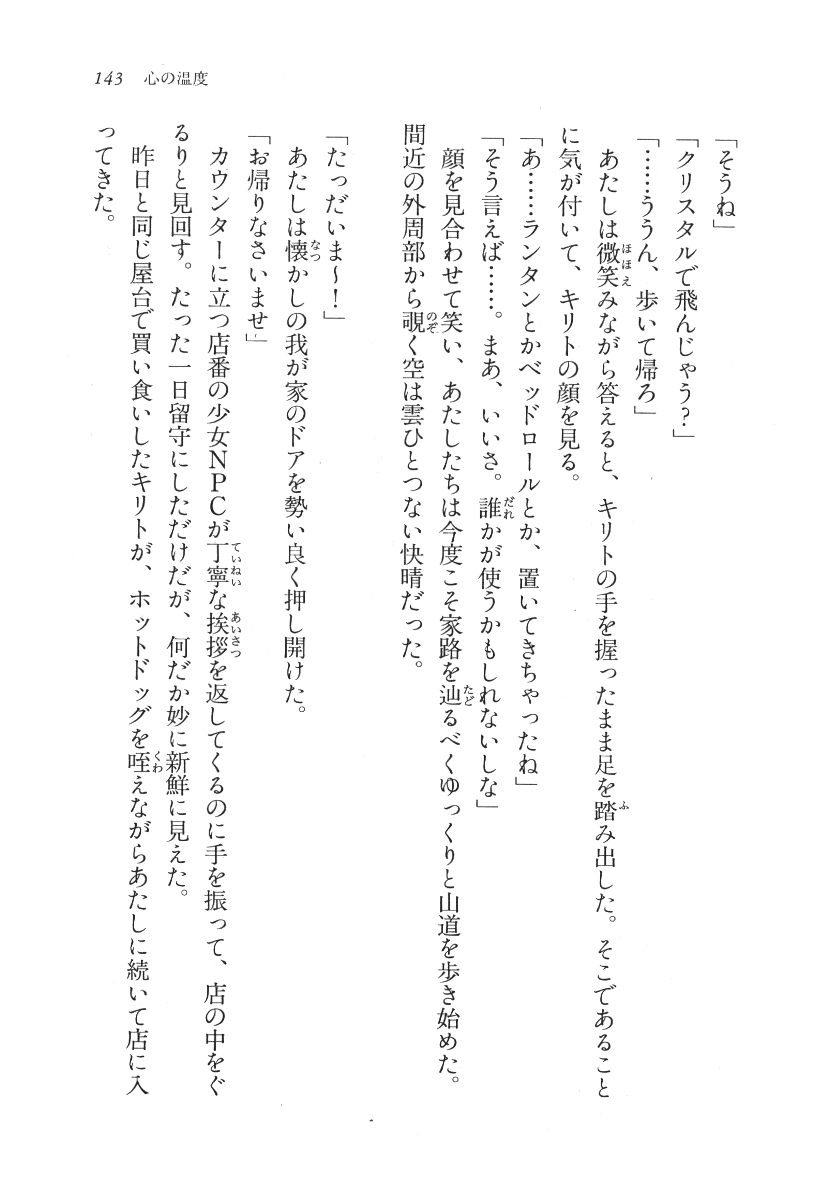 143 心の温度
「そうね」
「クリスタルで飛んじゃう？」
「……ううん、歩いて帰ろ」
　あたしは微笑みながら答えると、キリトの手を握ったまま足を踏み出した。そこであること
に気が付いて、キリトの顔を見る。
「あ……ランタンとかベッドロールとか、置いてきちゃったね」
「そう言えば……。まあ、いいさ。誰かが使うかもしれないしな」
　顔を見合わせて笑い、あたしたちは今度こそ家路を辿るべくゆっくりと山道を歩き始めた。
間近の外周部から覗く空は雲ひとつない快晴だった。
「たっだいま～！」
　あたしは懐かしの我が家のドアを勢い良く押し開けた。
「お帰りなさいませ」
　カウンターに立つ店番の少女NPCが丁寧な挨拶を返してくるのに手を振って、店の中をぐ
るりと見回す。たった一日留守にしただけだが、何だか妙に新鮮に見えた。
　昨日と同じ屋台で買い食いしたキリトが、ホットドッグを咥えながらあたしに続いて店に入
ってきた。